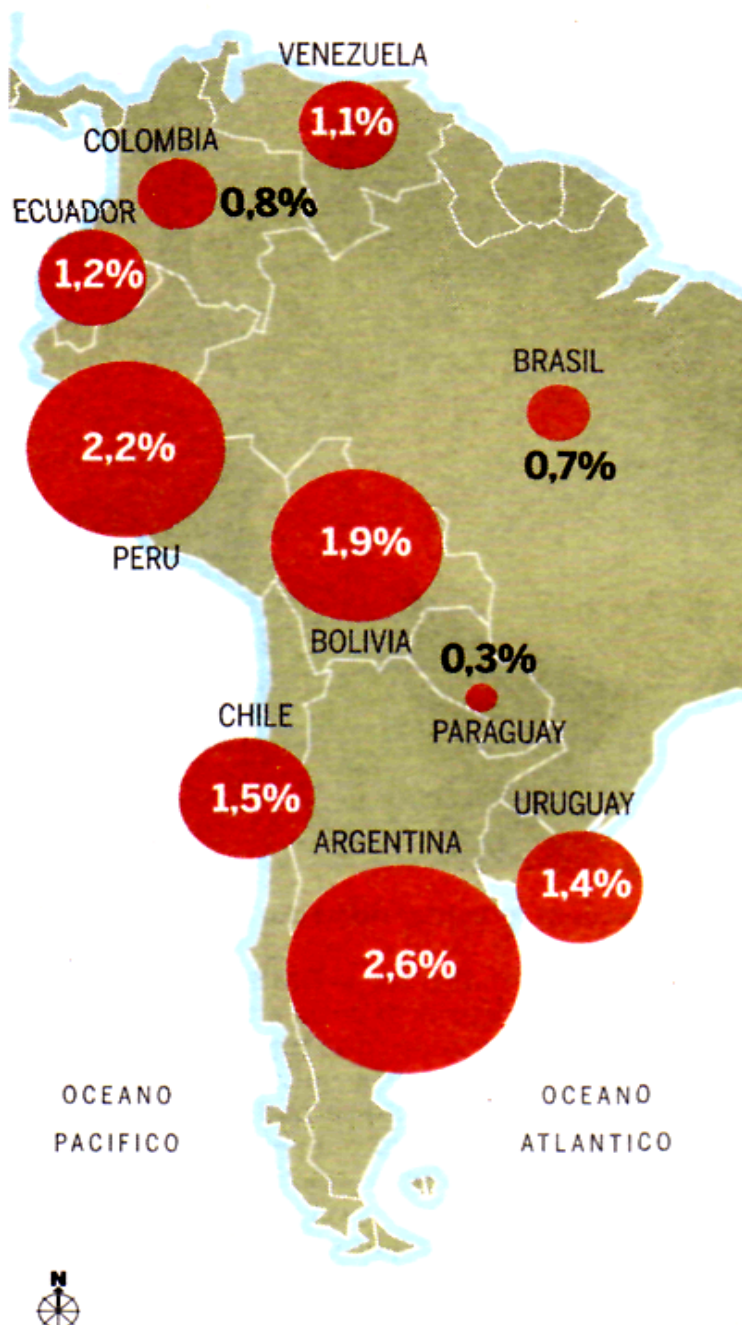 VENEZUELA
1,1%
COLOMBIA
0,8%
ECUADOR
1,2%
BRASIL
0,7%
2,2%
PERU
1,9%
BOLIVIA
0,3%
PARAGUAY
CHILE
1,5%
URUGUAY
1,4%
ARGENTINA
2,6%
OCEANO
PACIFICO
OCEANO
ATLANTICO
N